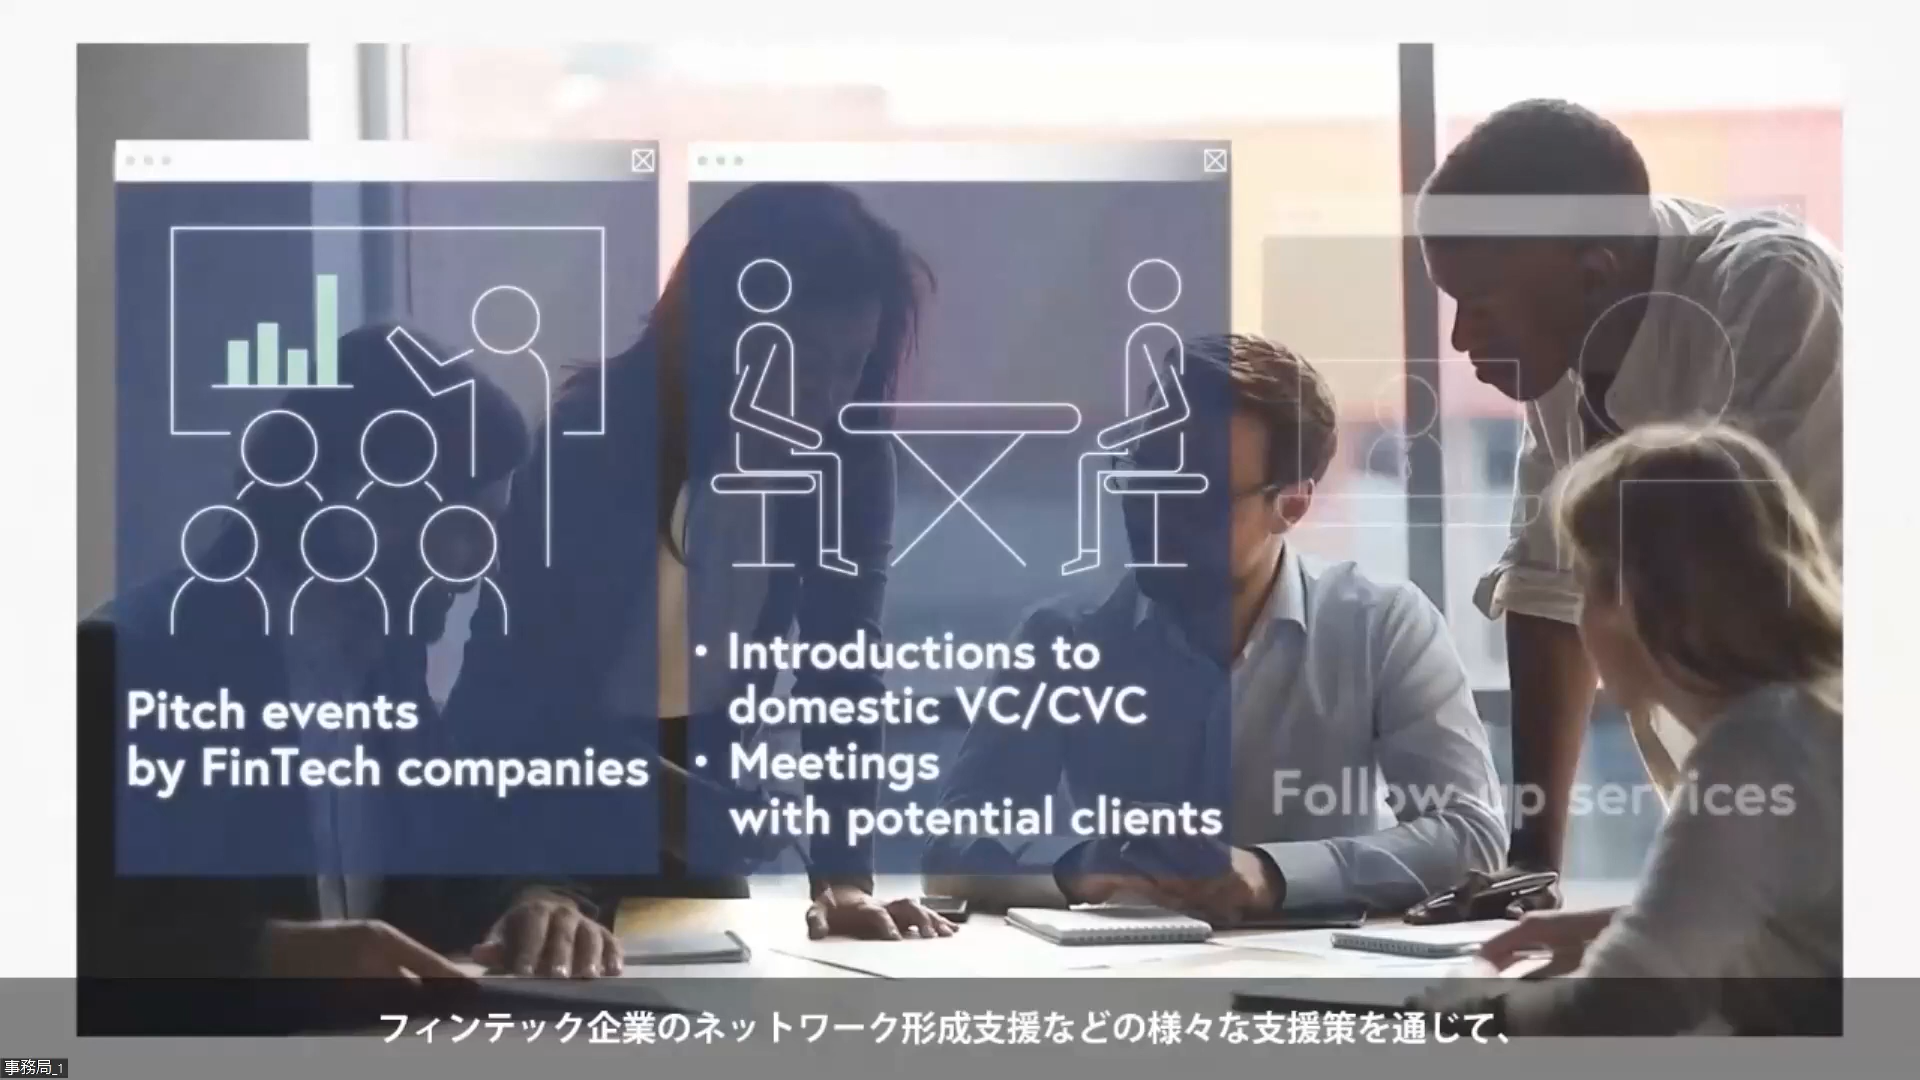 Pitch events
by FinTech companies
• Introductions to
domestic VC/CVC
• Meetings
with potential clients
Follow up services
フィンテック企業のネットワーク形成支援などの様々な支援策を通じて、
事務局_1